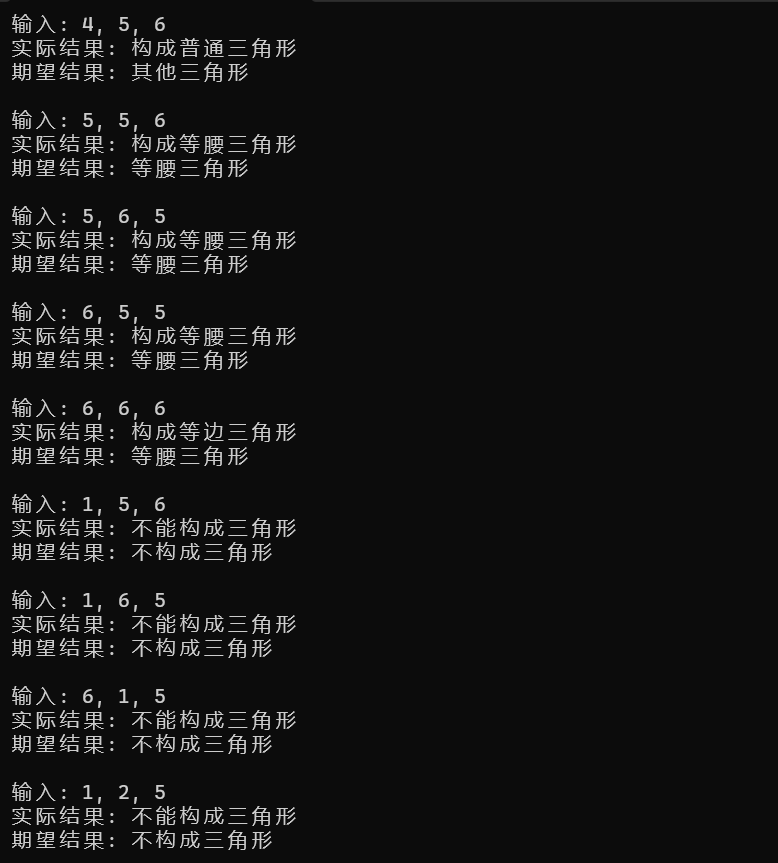 输入: 4, 5, 6
实际结果: 构成普通三角形
期望结果: 其他三角形
输入: 5, 5, 6
实际结果: 构成等腰三角形
期望结果: 等腰三角形
输入: 5, 6, 5
实际结果: 构成等腰三角形
期望结果: 等腰三角形
输入: 6, 5, 5
实际结果: 构成等腰三角形
期望结果: 等腰三角形
输入: 6, 6, 6
实际结果: 构成等边三角形
期望结果: 等腰三角形
输入: 1, 5, 6
实际结果: 不能构成三角形
期望结果: 不构成三角形
输入: 1, 6, 5
实际结果: 不能构成三角形
期望结果: 不构成三角形
输入: 6, 1, 5
实际结果: 不能构成三角形
期望结果: 不构成三角形
输入: 1, 2, 5
实际结果: 不能构成三角形
期望结果: 不构成三角形